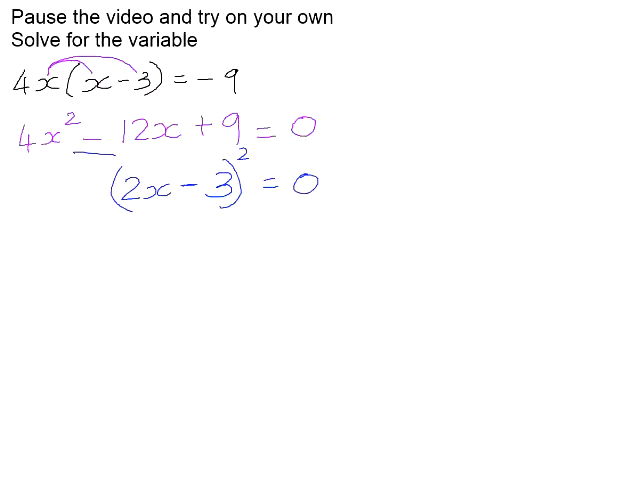 Pause the video and try on your own
Solve for the variable
4x(x-3) = -9
4x² - 12x + 9 = 0
(2x - 3)² = 0